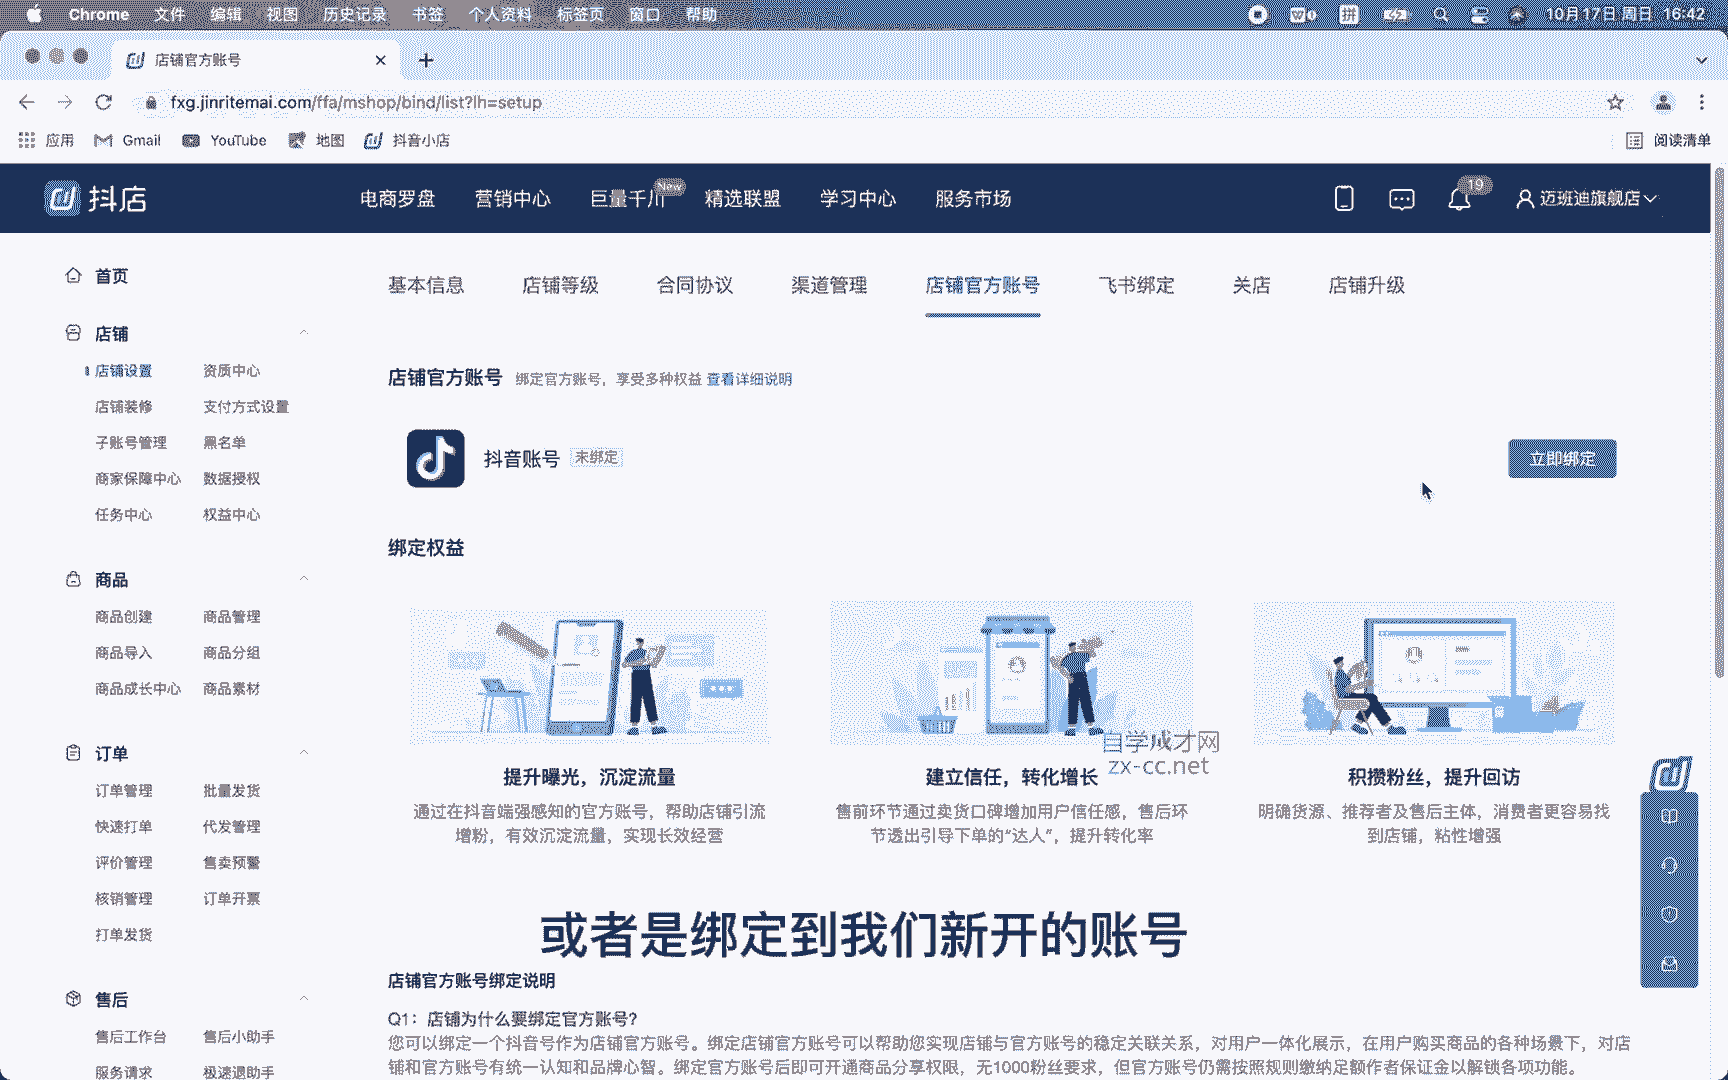 Chrome 文件 编辑 视图 历史记录 书签 个人资料 标签页 窗口 帮助 拼 10月17日 周日 16:42
店铺官方账号
fxg.jinritemai.com/ffa/mshop/bind/list?lh=setup
应用 Gmail YouTube 地图 抖音小店 阅读清单
抖店 电商罗盘 营销中心 巨量千川 New 精选联盟 学习中心 服务市场 19 迈班迪旗舰店
首页
基本信息 店铺等级 合同协议 渠道管理 店铺官方账号 飞书绑定 关店 店铺升级
店铺
店铺设置 资质中心
店铺装修 支付方式设置
子账号管理 黑名单
商家保障中心 数据授权
任务中心 权益中心
商品
商品创建 商品管理
商品导入 商品分组
商品成长中心 商品素材
订单
订单管理 批量发货
快速打单 代发管理
评价管理 售卖预警
核销管理 订单开票
打单发货
售后
售后工作台 售后小助手
服务请求 极速退助手
店铺官方账号 绑定官方账号，享受多种权益 查看详细说明
抖音账号 未绑定 立即绑定
绑定权益
提升曝光，沉淀流量
通过在抖音端强感知的官方账号，帮助店铺引流
增粉，有效沉淀流量，实现长效经营
建立信任，转化增长
售前环节通过卖货口碑增加用户信任感，售后环
节透出引导下单的“达人”，提升转化率
积攒粉丝，提升回访
明确货源、推荐者及售后主体，消费者更容易找
到店铺，粘性增强
自学成才网
zx-cc.net
或者是绑定到我们新开的账号
店铺官方账号绑定说明
Q1：店铺为什么要绑定官方账号?
您可以绑定一个抖音号作为店铺官方账号。绑定店铺官方账号可以帮助您实现店铺与官方账号的稳定关联关系，对用户一体化展示，在用户购买商品的各种场景下，对店
铺和官方账号有统一认知和品牌心智。绑定官方账号后即可开通商品分享权限，无1000粉丝要求，但官方账号仍需按照规则缴纳足额作者保证金以解锁各项功能。